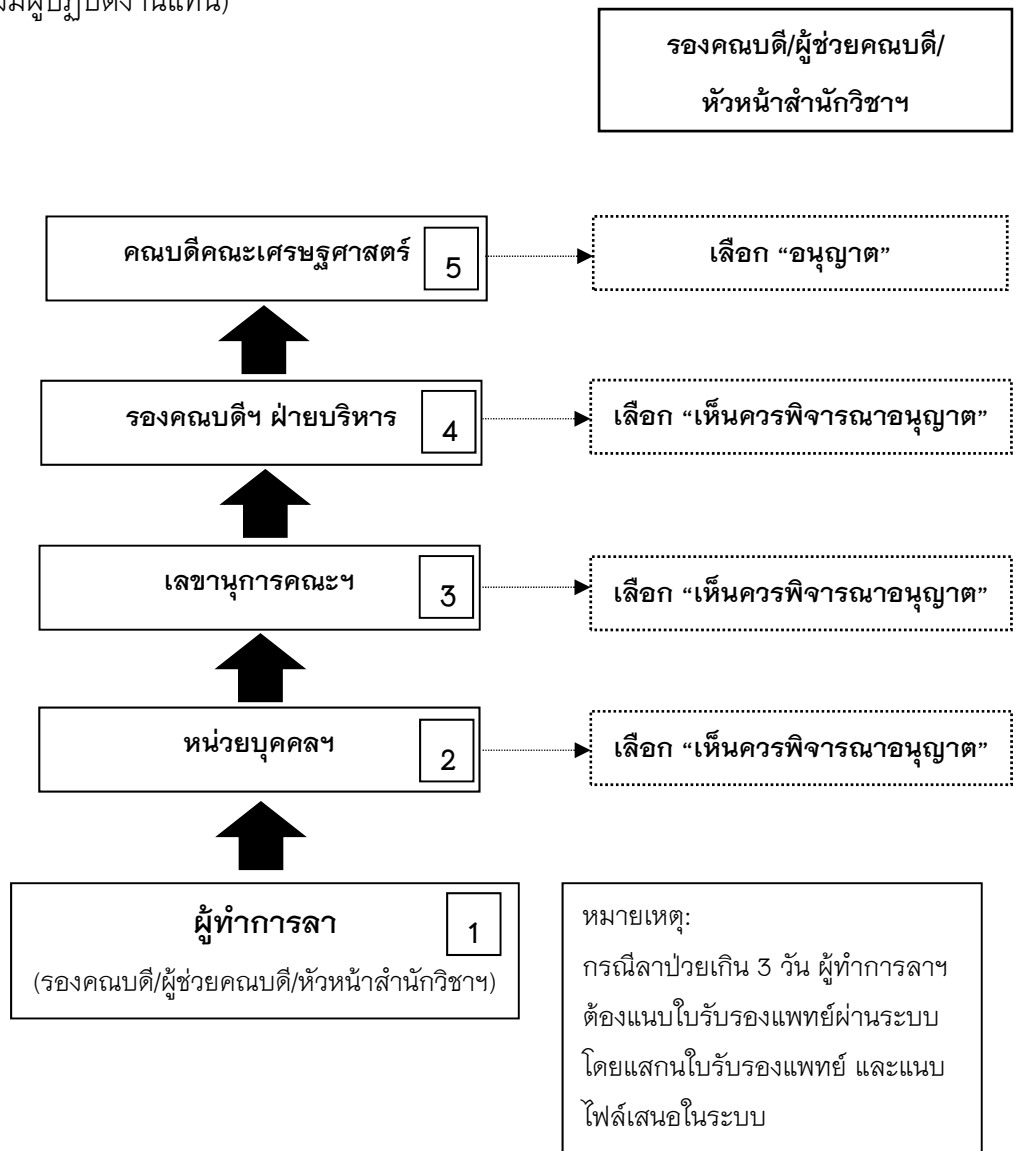 รองคณบดี/ผู้ช่วยคณบดี/
หัวหน้าสำนักวิชาฯ
คณบดีคณะเศรษฐศาสตร์
5
เลือก “อนุญาต”
รองคณบดีฯ ฝ่ายบริหาร
4
เลือก “เห็นควรพิจารณาอนุญาต”
เลขานุการคณะฯ
3
เลือก “เห็นควรพิจารณาอนุญาต”
หน่วยบุคคลฯ
2
เลือก “เห็นควรพิจารณาอนุญาต”
ผู้ทำการลา
1
(รองคณบดี/ผู้ช่วยคณบดี/หัวหน้าสำนักวิชาฯ)
หมายเหตุ:
กรณีลาป่วยเกิน 3 วัน ผู้ทำการลาฯ
ต้องแนบใบรับรองแพทย์ผ่านระบบ
โดยแสกนใบรับรองแพทย์ และแนบ
ไฟล์เสนอในระบบ